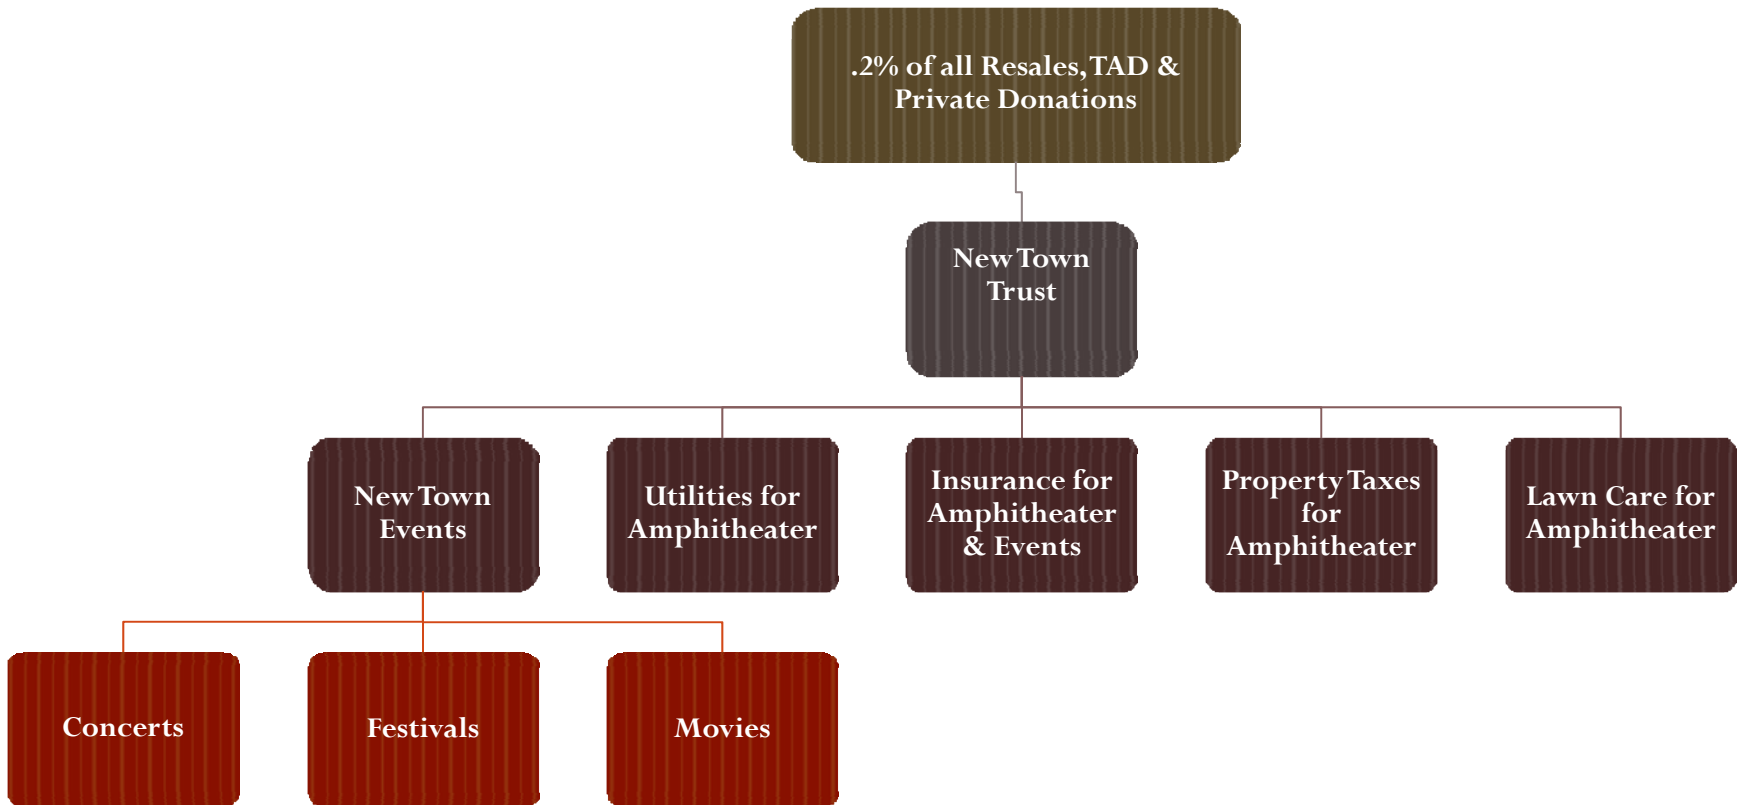 .2% of all Resales, TAD &
Private Donations
New Town
Trust
New Town
Events
Utilities for
Amphitheater
Insurance for
Amphitheater
& Events
Property Taxes
for
Amphitheater
Lawn Care for
Amphitheater
Concerts
Festivals
Movies